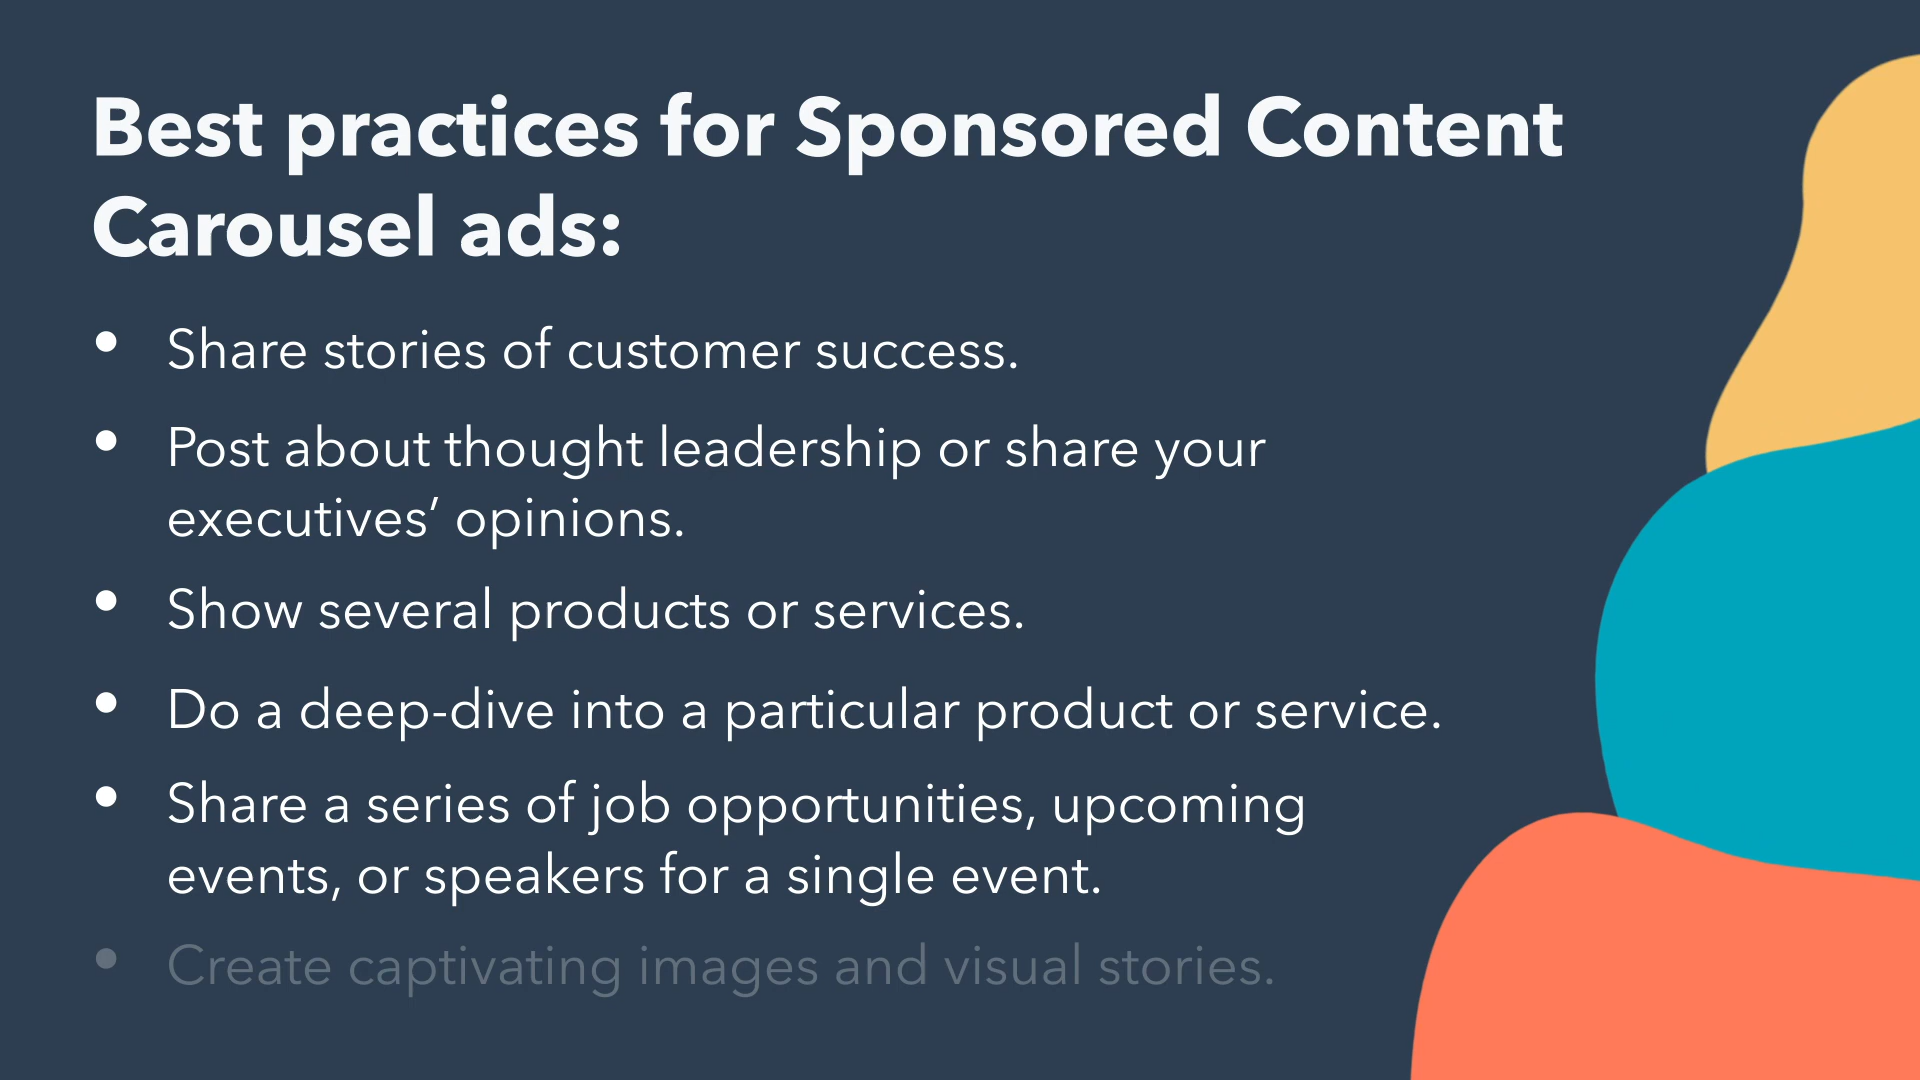 Best practices for Sponsored Content
Carousel ads:
• Share stories of customer success.
• Post about thought leadership or share your
executives’ opinions.
• Show several products or services.
• Do a deep-dive into a particular product or service.
• Share a series of job opportunities, upcoming
events, or speakers for a single event.
• Create captivating images and visual stories.